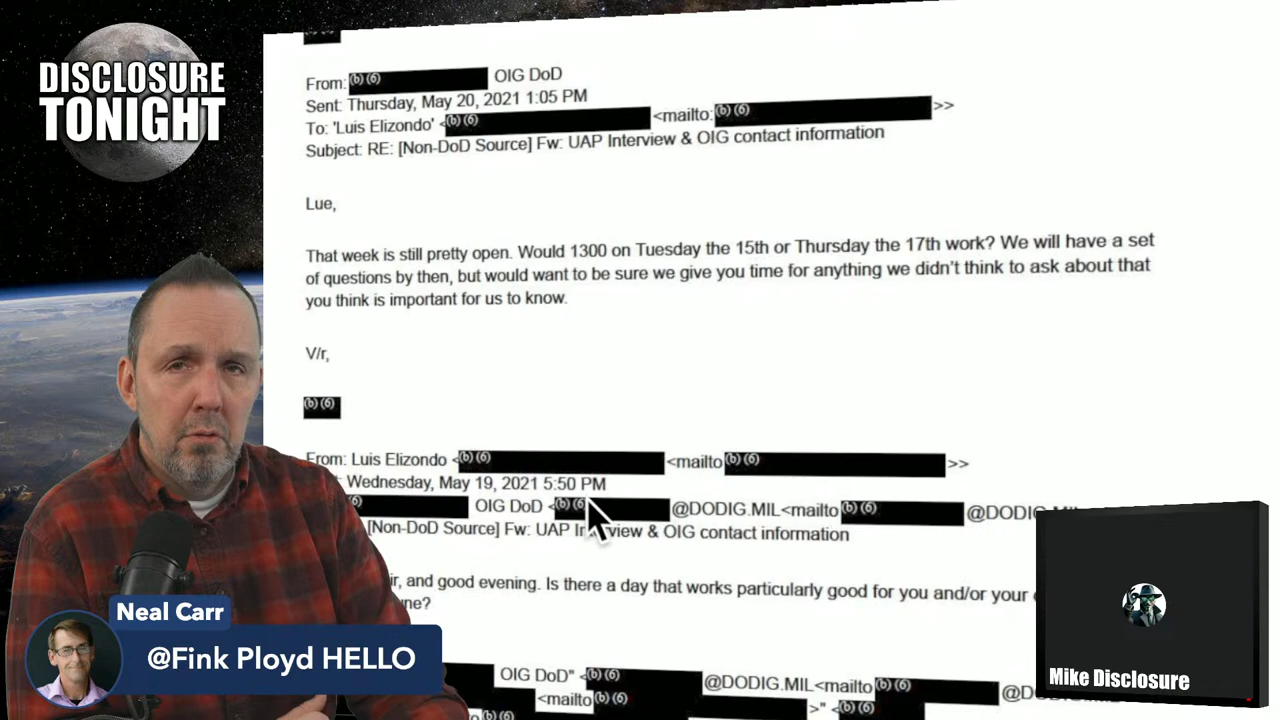 DISCLOSURE
TONIGHT
(b) (6)
From: (b) (6) OIG DoD
Sent: Thursday, May 20, 2021 1:05 PM
To: 'Luis Elizondo' <(b) (6) <mailto:(b) (6) >>
Subject: RE: [Non-DoD Source] Fw: UAP Interview & OIG contact information
Lue,
That week is still pretty open. Would 1300 on Tuesday the 15th or Thursday the 17th work? We will have a set
of questions by then, but would want to be sure we give you time for anything we didn't think to ask about that
you think is important for us to know.
V/r,
(b) (6)
From: Luis Elizondo <(b) (6) <mailto(b) (6) >>
Wednesday, May 19, 2021 5:50 PM
OIG DoD <(b) (6) @DODIG.MIL<mailto(b) (6)
[Non-DoD Source] Fw: UAP Interview & OIG contact information
and good evening. Is there a day that works particularly good for you and/or your
OIG DoD" <(b) (6) @DODIG.MIL<mailto(b) (6)
<mailto(b) (6) >" <(b) (6)
(b) (6)
Neal Carr
@Fink Ployd HELLO
Mike Disclosure